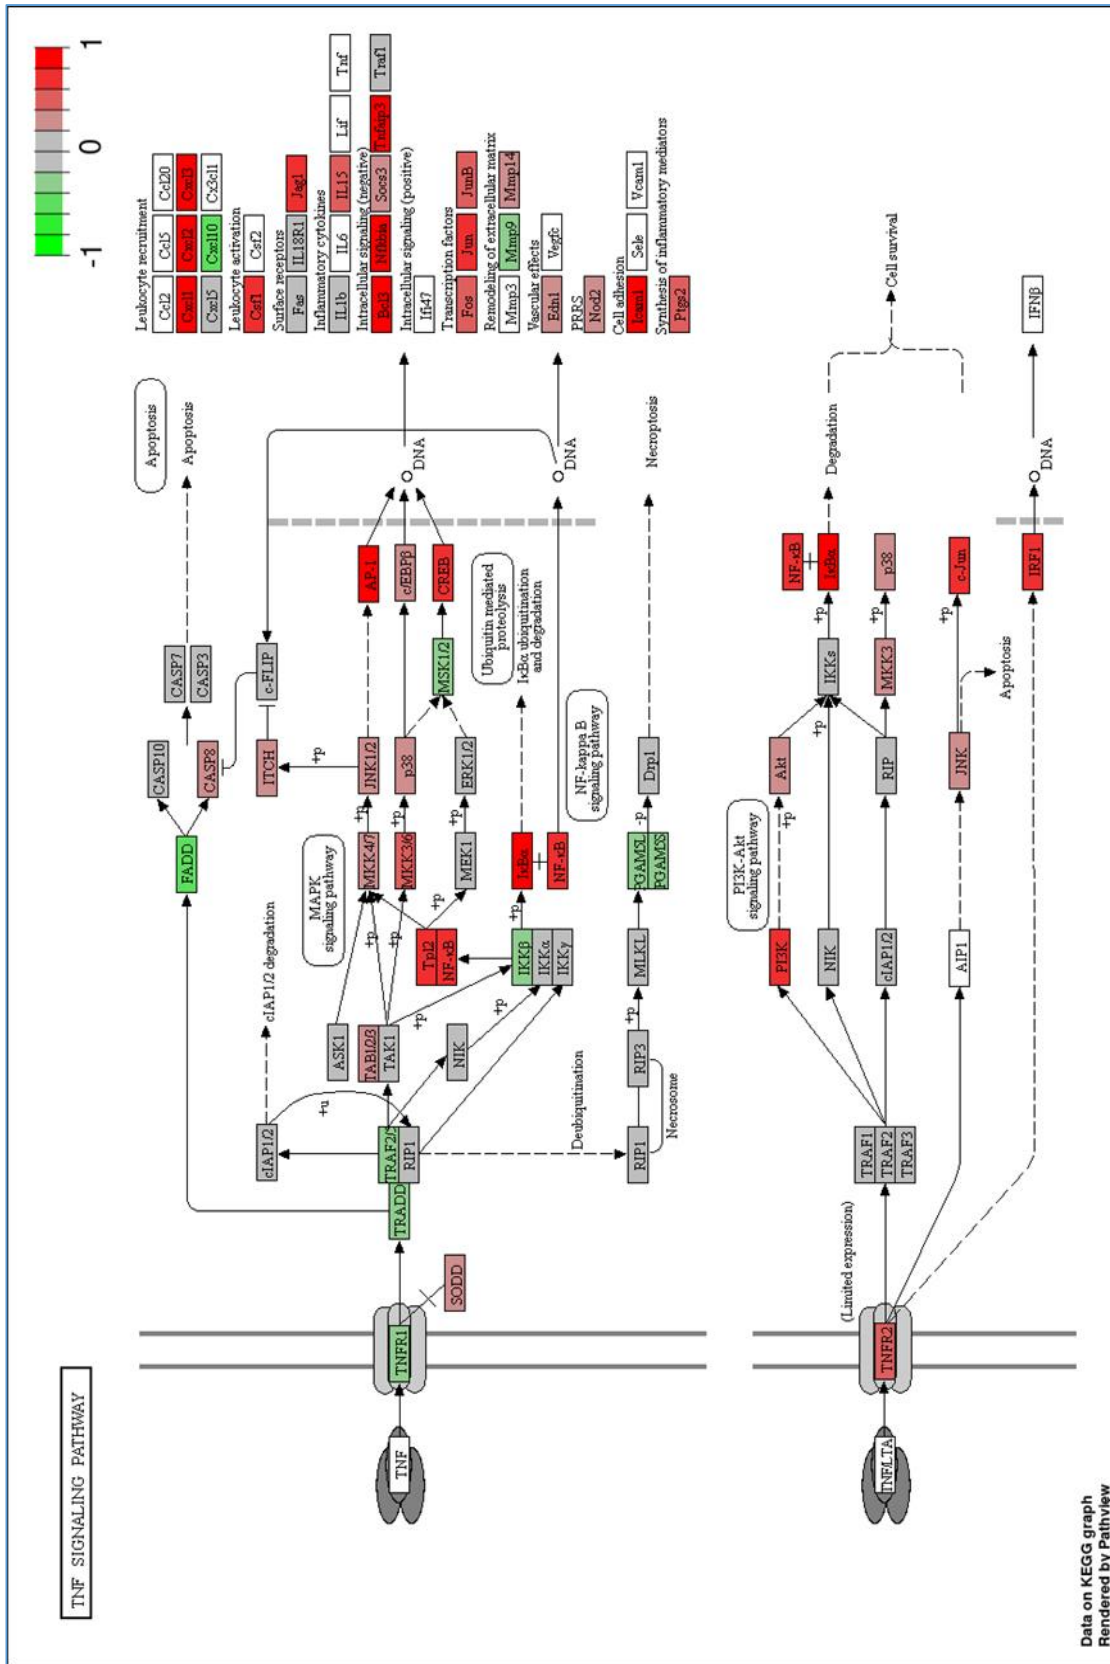 TNF SIGNALING PATHWAY
-1 0 1
TNF
TNFR1
SODD
TRADD
TRAF2/
RIP1
cIAP1/2
cIAP1/2 degradation
+u
FADD
CASP10
CASP8
CASP7
CASP3
Apoptosis
Apoptosis
ITCH
c-FLIP
+p
MAPK
signaling pathway
ASK1
TAB1/2/3
TAK1
NIK
+p
+p
+p
+p
Tpl2
NF-κB
IKKβ
IKKα
IKKγ
MKK4/7
MKK3/6
MEK1
+p
+p
+p
JNK1/2
p38
ERK1/2
MSK1/2
AP-1
c/EBPβ
CREB
DNA
Ubiquitin mediated
proteolysis
+p
IκBα
NF-κB
IκBα ubiquitination
and degradation
NF-kappa B
signaling pathway
DNA
Deubiquitination
RIP1
RIP3
Necrosome
+p
MLKL
PGAM5L
PGAM5S
-p
Drp1
Necroptosis
Leukocyte recruitment
Ccl2 Ccl5 Ccl20
Cxcl1 Cxcl2 Cxcl3
Cxcl5 Cxcl10 Cx3cl1
Leukocyte activation
Csf1 Csf2
Surface receptors
Fas IL18R1 Jag1
Inflammatory cytokines
IL1b IL6 IL15 Lif Tnf
Intracellular signaling (negative)
Bcl3 Nfkbia Socs3 Tnfaip3 Traf1
Intracellular signaling (positive)
Ifi47
Transcription factors
Fos Jun JunB
Remodeling of extracellular matrix
Mmp3 Mmp9 Mmp14
Vascular effects
Edn1 Vegfc
PRRS
Nod2
Cell adhesion
Icam1 Sele Vcam1
Synthesis of inflammatory mediators
Ptgs2
TNF/LTA
TNFR2
(Limited expression)
TRAF1
TRAF2
TRAF3
PI3K-Akt
signaling pathway
PI3K
+p
Akt
NIK
+p
IKKs
cIAP1/2
RIP
+p
NF-κB
IκBα
Degradation
Cell survival
MKK3
+p
p38
AIP1
JNK
+p
c-Jun
Apoptosis
IRF1
DNA
IFNβ
Data on KEGG graph
Rendered by Pathview